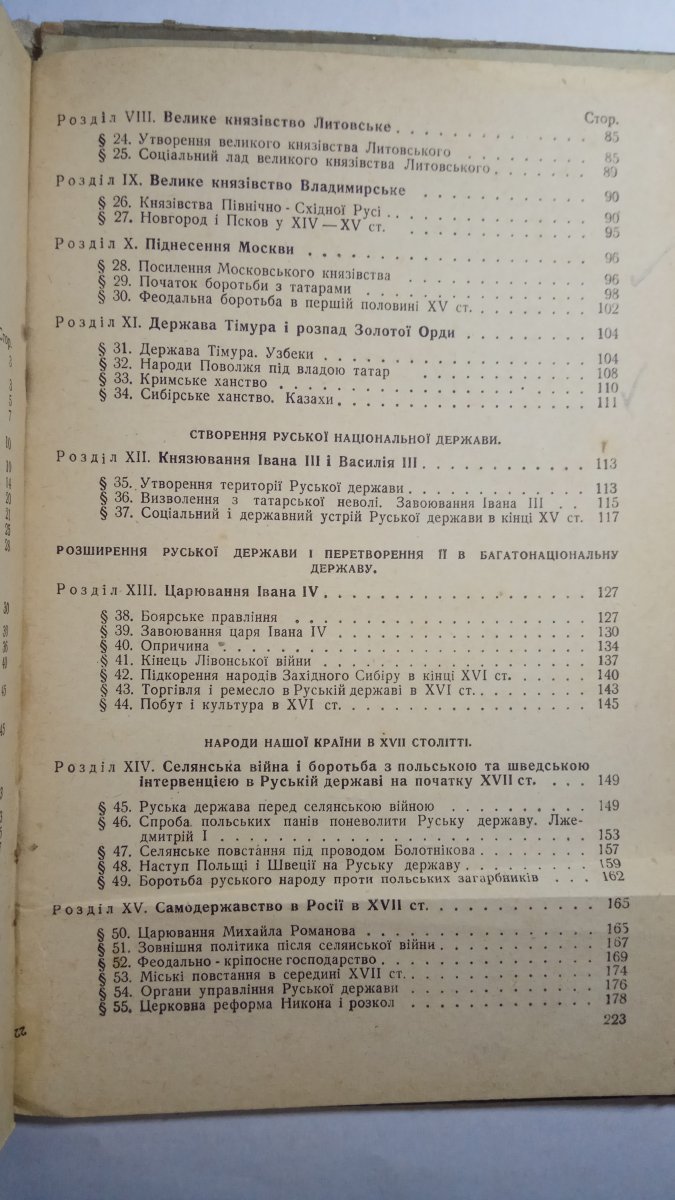 Стор.
Розділ VIII. Велике князівство Литовське . . . . . . . . . . . 85
§ 24. Утворення великого князівства Литовського . . . . . . . 85
§ 25. Соціальний лад великого князівства Литовського . . . . . . . 89
Розділ IX. Велике князівство Владимирське . . . . . . . . . . 90
§ 26. Князівства Північно-Східної Русі . . . . . . . . . . . 90
§ 27. Новгород і Псков у XIV—XV ст. . . . . . . . . . . . 95
Розділ X. Піднесення Москви . . . . . . . . . . . . . . . 96
§ 28. Посилення Московського князівства . . . . . . . . . . 96
§ 29. Початок боротьби з татарами . . . . . . . . . . . . 98
§ 30. Феодальна боротьба в першій половині XV ст. . . . . . . . 102
Розділ XI. Держава Тімура і розпад Золотої Орди . . . . . . . . 104
§ 31. Держава Тімура. Узбеки . . . . . . . . . . . . . . 104
§ 32. Народи Поволжя під владою татар . . . . . . . . . . 108
§ 33. Кримське ханство . . . . . . . . . . . . . . . . 110
§ 34. Сибірське ханство. Казахи . . . . . . . . . . . . . 111
СТВОРЕННЯ РУСЬКОЇ НАЦІОНАЛЬНОЇ ДЕРЖАВИ.
Розділ XII. Князювання Івана III і Василія III . . . . . . . . . . 113
§ 35. Утворення території Руської держави . . . . . . . . . . 113
§ 36. Визволення з татарської неволі. Завоювання Івана III . . 115
§ 37. Соціальний і державний устрій Руської держави в кінці XV ст. 117
РОЗШИРЕННЯ РУСЬКОЇ ДЕРЖАВИ І ПЕРЕТВОРЕННЯ ЇЇ В БАГАТОНАЦІОНАЛЬНУ
ДЕРЖАВУ.
Розділ XIII. Царювання Івана IV . . . . . . . . . . . . . . . 127
§ 38. Боярське правління . . . . . . . . . . . . . . . 127
§ 39. Завоювання царя Івана IV . . . . . . . . . . . . . 130
§ 40. Опричина . . . . . . . . . . . . . . . . . . . 134
§ 41. Кінець Лівонської війни . . . . . . . . . . . . . . 137
§ 42. Підкорення народів Західного Сибіру в кінці XVI ст. . . . . 140
§ 43. Торгівля і ремесло в Руській державі в XVI ст. . . . . . . . 143
§ 44. Побут і культура в XVI ст. . . . . . . . . . . . . . 145
НАРОДИ НАШОЇ КРАЇНИ В XVII СТОЛІТТІ.
Розділ XIV. Селянська війна і боротьба з польською та шведською
інтервенцією в Руській державі на початку XVII ст. . . . 149
§ 45. Руська держава перед селянською війною . . . . . . . . 149
§ 46. Спроба польських панів поневолити Руську державу. Лже-
дмитрій I . . . . . . . . . . . . . . . . . . . . 153
§ 47. Селянське повстання під проводом Болотнікова . . . . . . . 157
§ 48. Наступ Польщі і Швеції на Руську державу . . . . . . . . 159
§ 49. Боротьба руського народу проти польських загарбників . . . 162
Розділ XV. Самодержавство в Росії в XVII ст. . . . . . . . . . . 165
§ 50. Царювання Михайла Романова . . . . . . . . . . . . 165
§ 51. Зовнішня політика після селянської війни . . . . . . . . . 167
§ 52. Феодально-кріпосне господарство . . . . . . . . . . . 169
§ 53. Міські повстання в середині XVII ст. . . . . . . . . . . 174
§ 54. Органи управління Руської держави . . . . . . . . . . 176
§ 55. Церковна реформа Никона і розкол . . . . . . . . . . 178
223